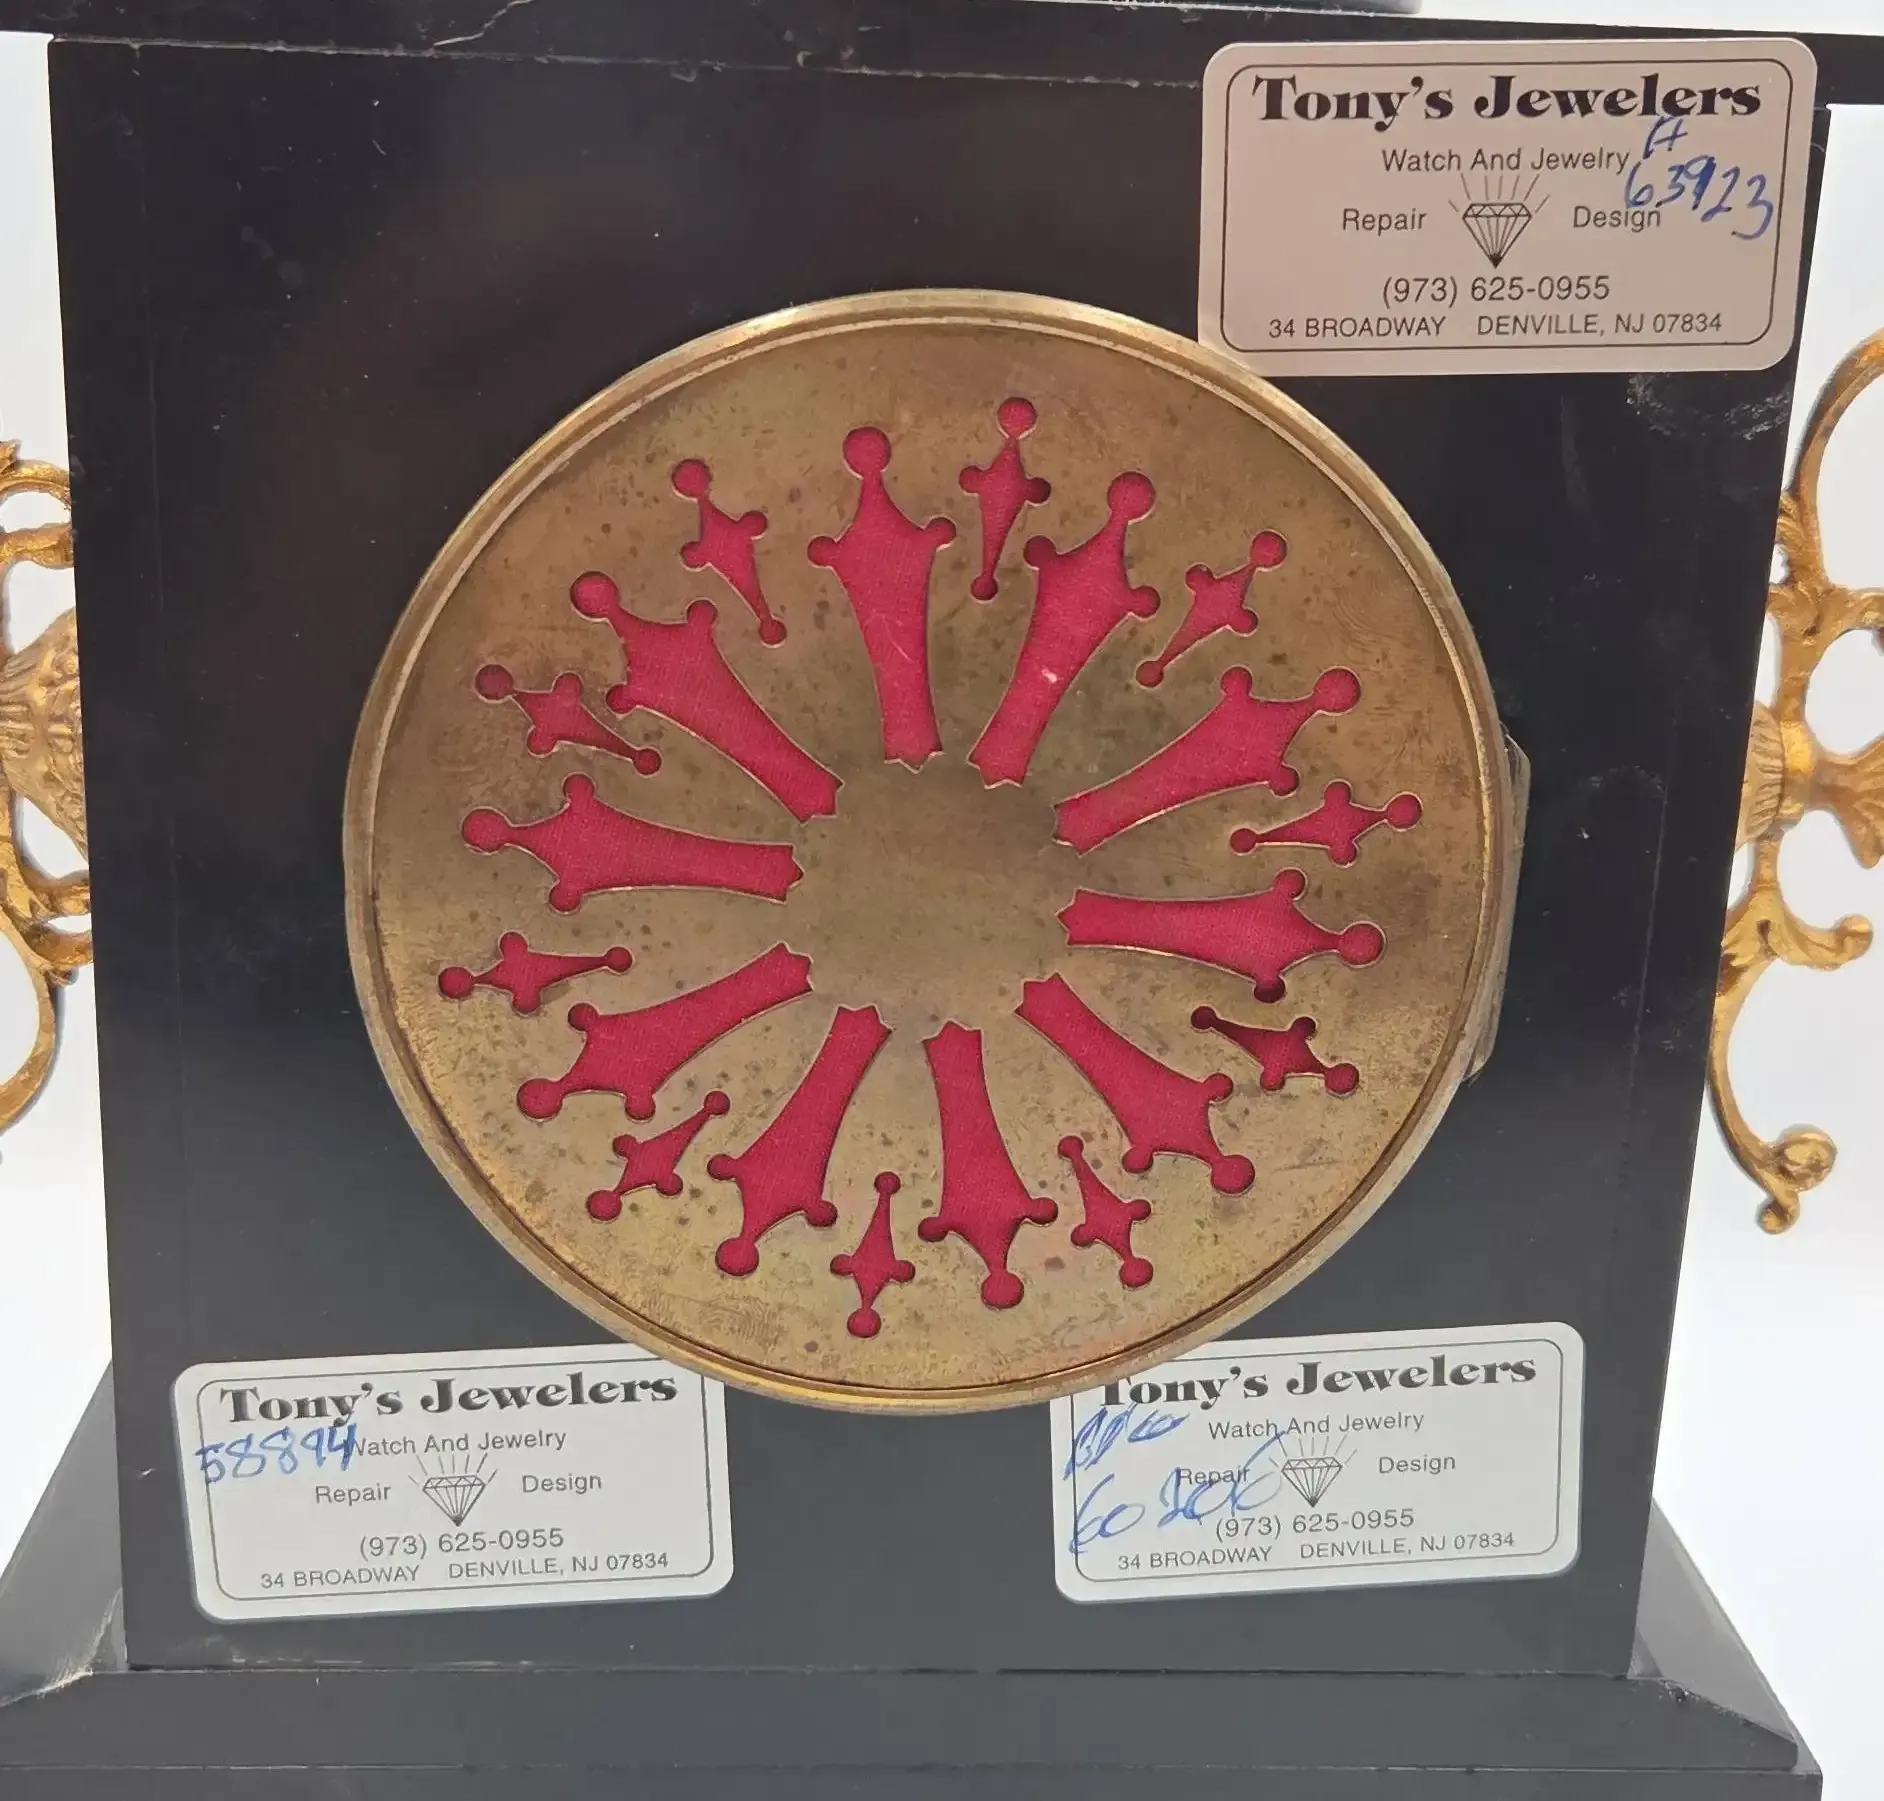 Tony's Jewelers
Watch And Jewelry
Repair Design
63923
(973) 625-0955
34 BROADWAY DENVILLE, NJ 07834
Tony's Jewelers
58894 Watch And Jewelry
Repair Design
(973) 625-0955
34 BROADWAY DENVILLE, NJ 07834
Tony's Jewelers
Watch And Jewelry
Repair Design
60206
(973) 625-0955
34 BROADWAY DENVILLE, NJ 07834